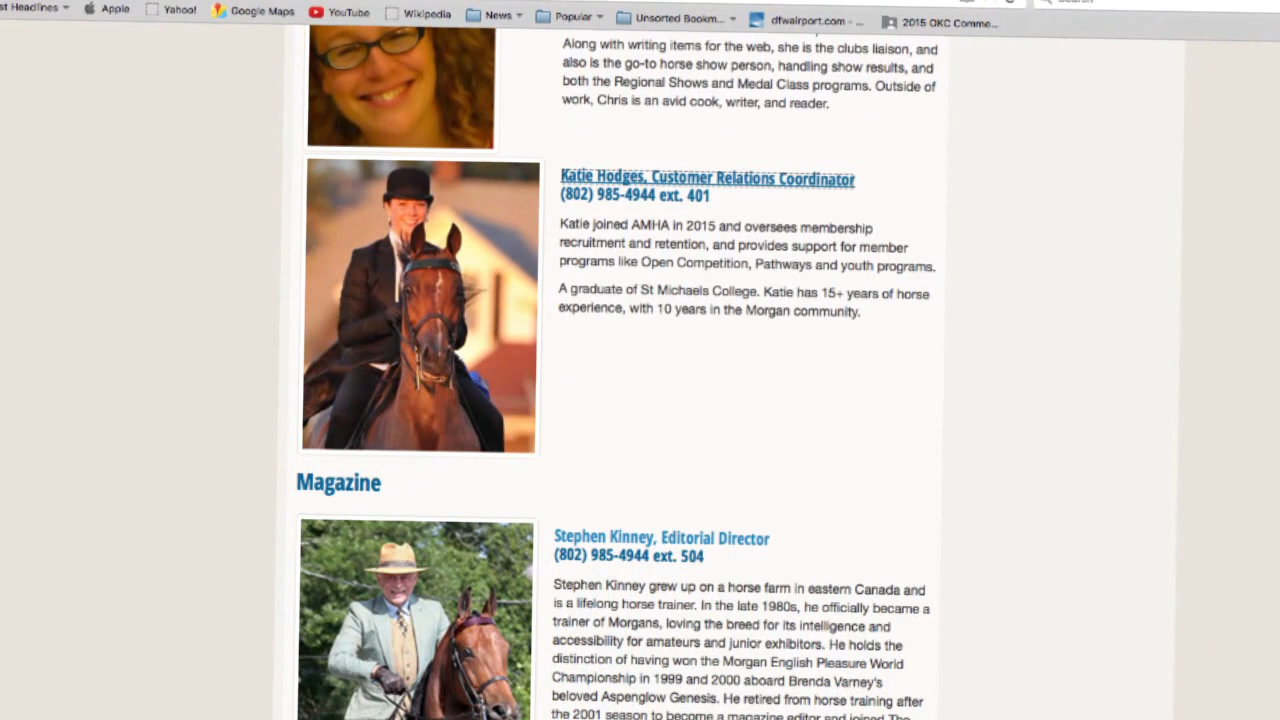 st Headlines Apple Yahoo! Google Maps YouTube Wikipedia News Popular Unsorted Bookm... dfwairport.com - ... 2015 OKC Comme...
Along with writing items for the web, she is the clubs liaison, and
also is the go-to horse show person, handling show results, and
both the Regional Shows and Medal Class programs. Outside of
work, Chris is an avid cook, writer, and reader.
Katie Hodges, Customer Relations Coordinator
(802) 985-4944 ext. 401
Katie joined AMHA in 2015 and oversees membership
recruitment and retention, and provides support for member
programs like Open Competition, Pathways and youth programs.
A graduate of St Michaels College. Katie has 15+ years of horse
experience, with 10 years in the Morgan community.
Magazine
Stephen Kinney, Editorial Director
(802) 985-4944 ext. 504
Stephen Kinney grew up on a horse farm in eastern Canada and
is a lifelong horse trainer. In the late 1980s, he officially became a
trainer of Morgans, loving the breed for its intelligence and
accessibility for amateurs and junior exhibitors. He holds the
distinction of having won the Morgan English Pleasure World
Championship in 1999 and 2000 aboard Brenda Varney's
beloved Aspenglow Genesis. He retired from horse training after
the 2001 season to become a magazine editor and joined The